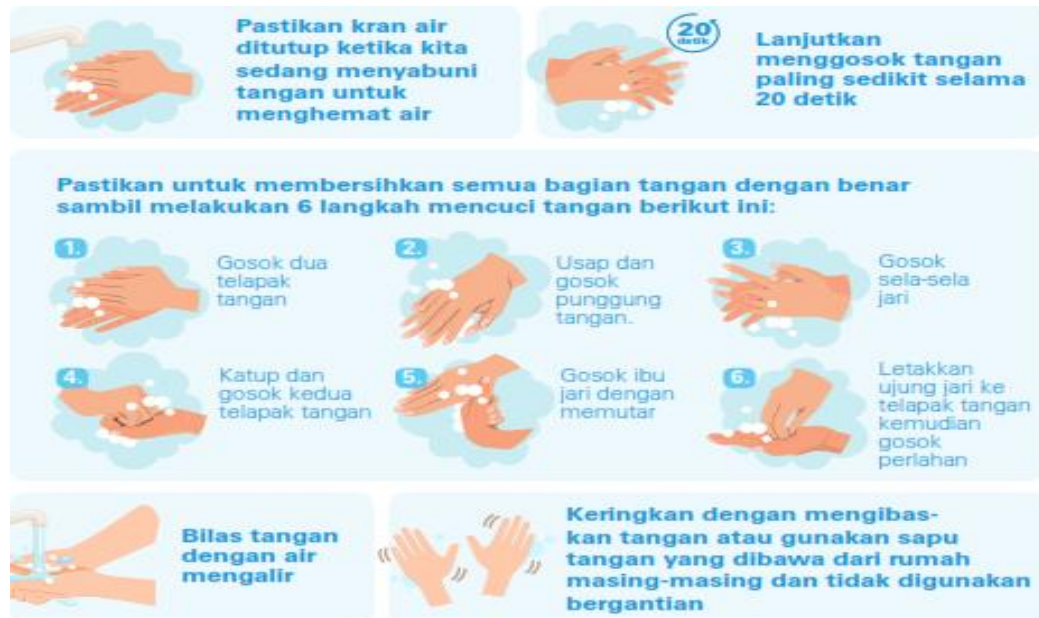 Pastikan kran air
ditutup ketika kita
sedang menyabuni
tangan untuk
menghemat air
20
detik
Lanjutkan
menggosok tangan
paling sedikit selama
20 detik
Pastikan untuk membersihkan semua bagian tangan dengan benar
sambil melakukan 6 langkah mencuci tangan berikut ini:
1.
Gosok dua
telapak
tangan
2.
Usap dan
gosok
punggung
tangan.
3.
Gosok
sela-sela
jari
4.
Katup dan
gosok kedua
telapak tangan
5.
Gosok ibu
jari dengan
memutar
6.
Letakkan
ujung jari ke
telapak tangan
kemudian
gosok
perlahan
Bilas tangan
dengan air
mengalir
Keringkan dengan mengibas-
kan tangan atau gunakan sapu
tangan yang dibawa dari rumah
masing-masing dan tidak digunakan
bergantian